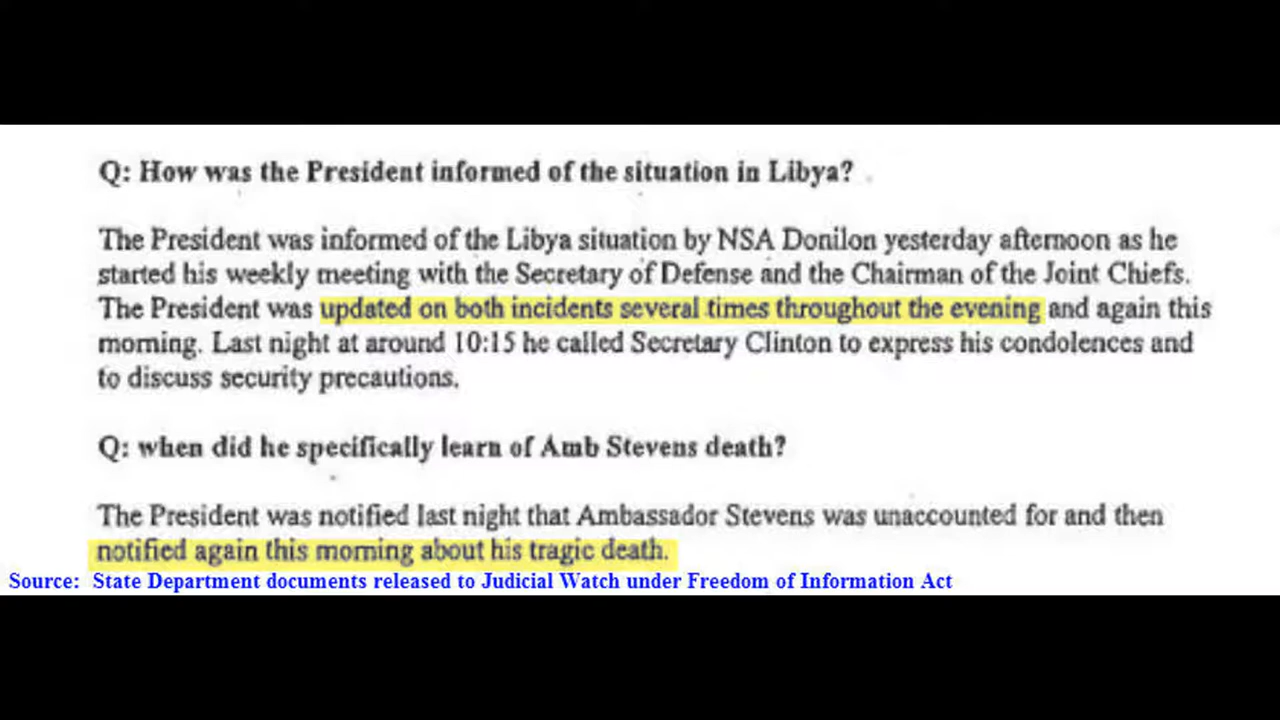 Q: How was the President informed of the situation in Libya?
The President was informed of the Libya situation by NSA Donilon yesterday afternoon as he
started his weekly meeting with the Secretary of Defense and the Chairman of the Joint Chiefs.
The President was updated on both incidents several times throughout the evening and again this
morning. Last night at around 10:15 he called Secretary Clinton to express his condolences and
to discuss security precautions.
Q: when did he specifically learn of Amb Stevens death?
The President was notified last night that Ambassador Stevens was unaccounted for and then
notified again this morning about his tragic death.
Source: State Department documents released to Judicial Watch under Freedom of Information Act